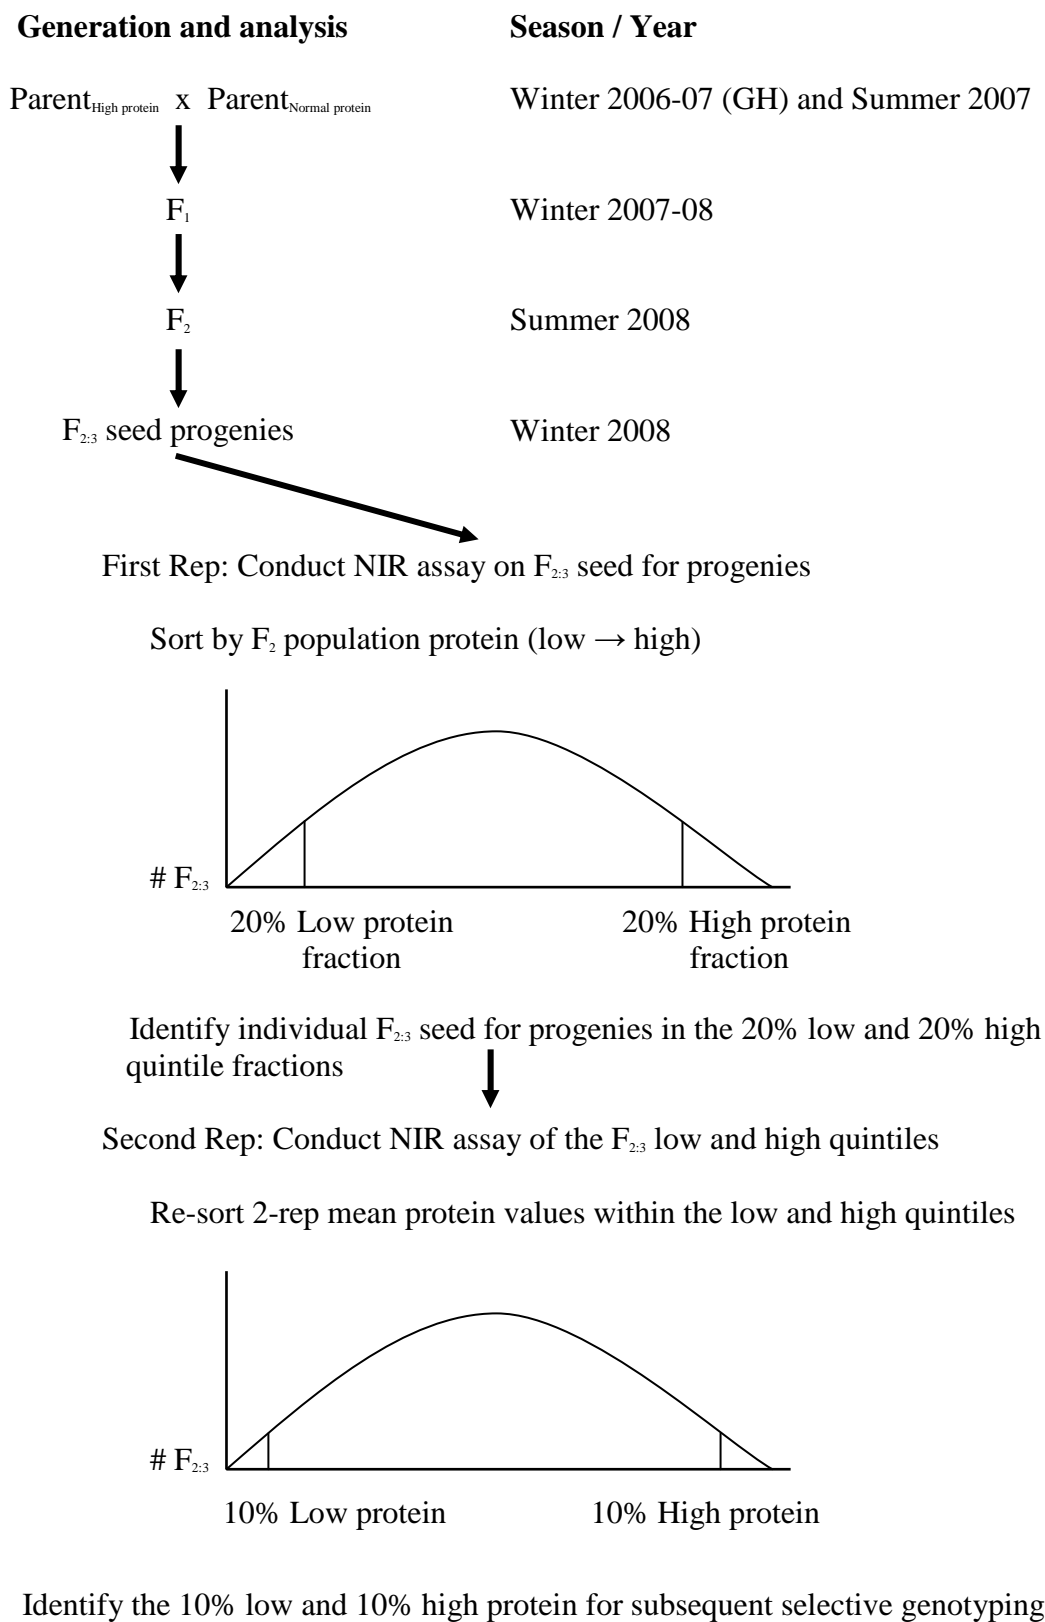 Generation and analysis Season / Year
Parent High protein x Parent Normal protein Winter 2006-07 (GH) and Summer 2007
F1 Winter 2007-08
F2 Summer 2008
F2:3 seed progenies Winter 2008
First Rep: Conduct NIR assay on F2:3 seed for progenies
Sort by F2 population protein (low → high)
# F2:3
20% Low protein fraction
20% High protein fraction
Identify individual F2:3 seed for progenies in the 20% low and 20% high
quintile fractions
Second Rep: Conduct NIR assay of the F2:3 low and high quintiles
Re-sort 2-rep mean protein values within the low and high quintiles
# F2:3
10% Low protein 10% High protein
Identify the 10% low and 10% high protein for subsequent selective genotyping